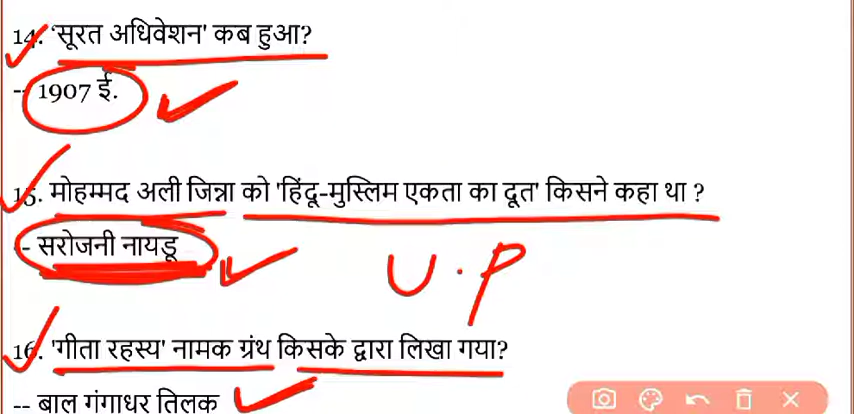 14. 'सूरत अधिवेशन' कब हुआ?
-- 1907 ई.
15. मोहम्मद अली जिन्ना को 'हिंदू-मुस्लिम एकता का दूत' किसने कहा था ?
-- सरोजनी नायडू
U.P
16. 'गीता रहस्य' नामक ग्रंथ किसके द्वारा लिखा गया?
-- बाल गंगाधर तिलक